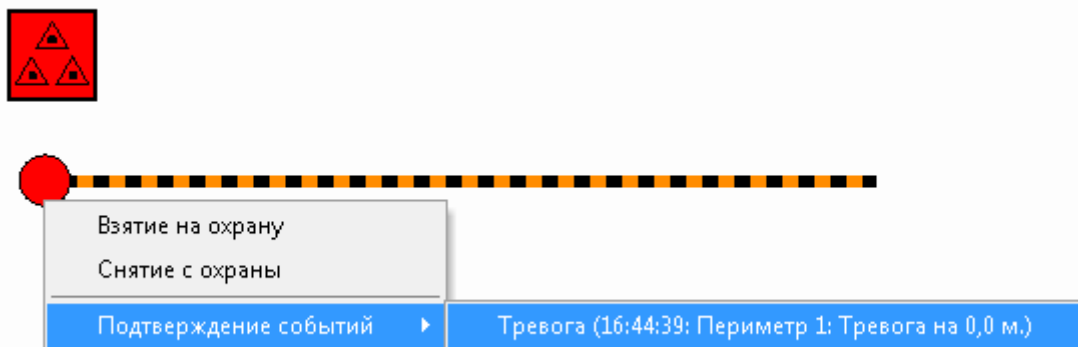 Взятие на охрану
Снятие с охраны
Подтверждение событий
Тревога (16:44:39: Периметр 1: Тревога на 0,0 м.)